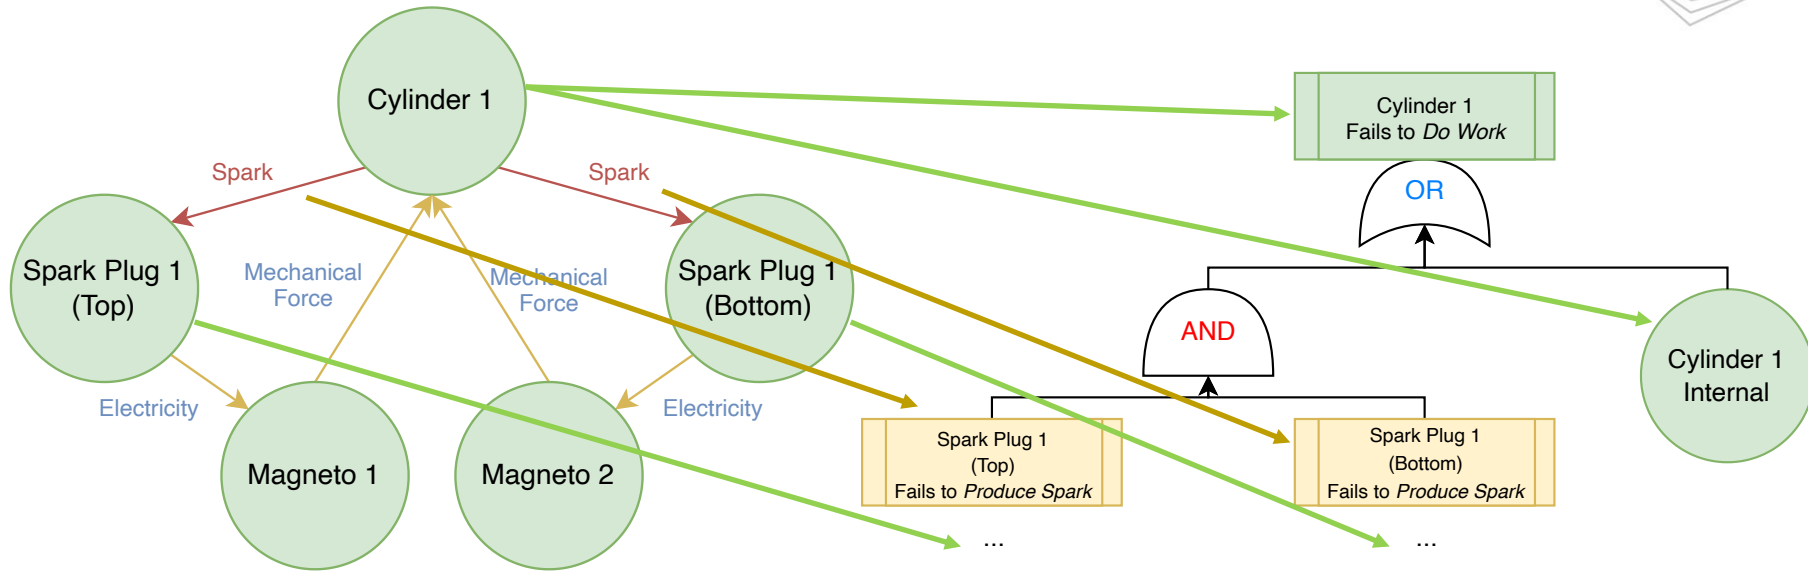 Cylinder 1
Spark
Spark
Spark Plug 1
(Top)
Mechanical
Force
Mechanical
Force
Spark Plug 1
(Bottom)
Electricity
Electricity
Magneto 1
Magneto 2
Cylinder 1
Fails to Do Work
OR
AND
Cylinder 1
Internal
Spark Plug 1
(Top)
Fails to Produce Spark
Spark Plug 1
(Bottom)
Fails to Produce Spark
...
...